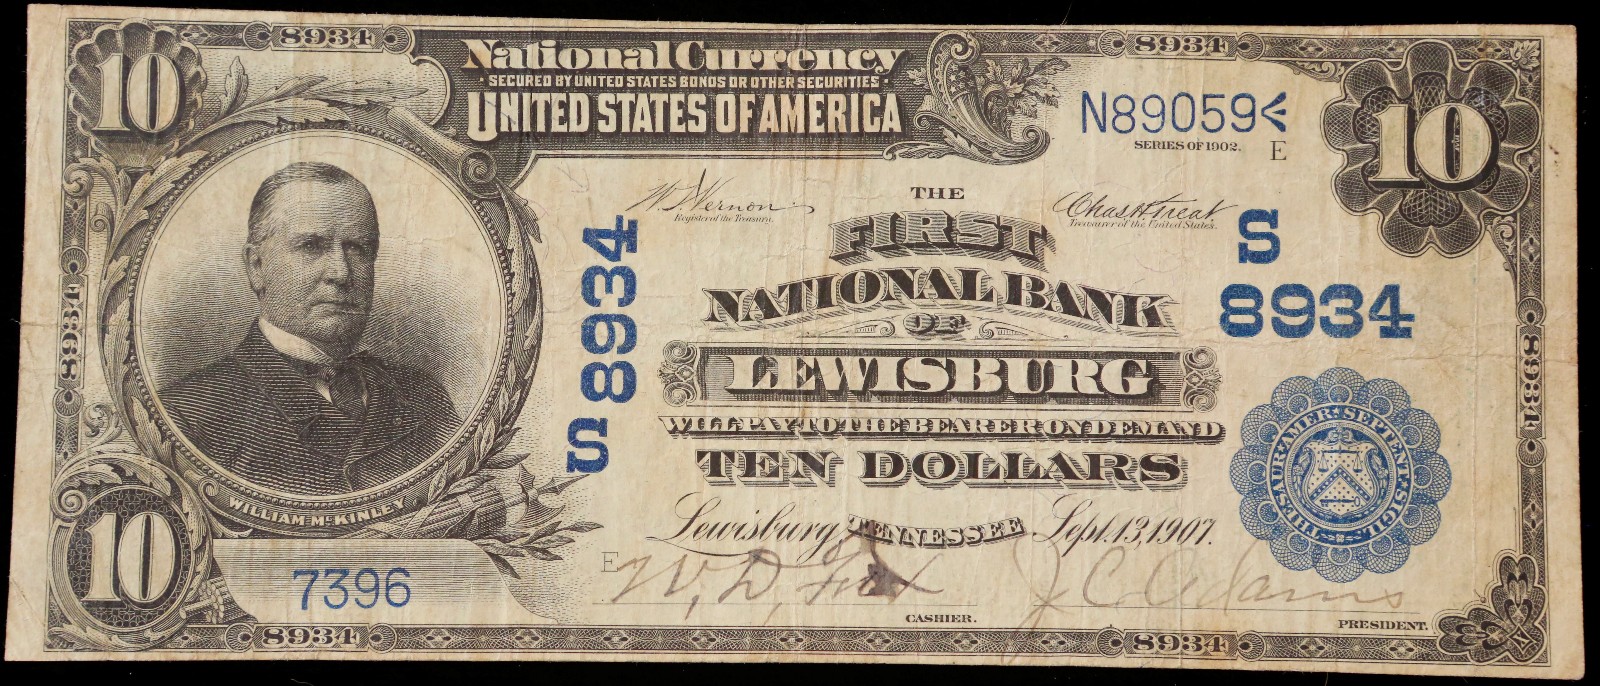 8934 8934
10 National Currency 10
SECURED BY UNITED STATES BONDS OR OTHER SECURITIES
UNITED STATES OF AMERICA
N89059
SERIES OF 1902. E
W. T. Vernon Chas H Treat
Register of the Treasury. Treasurer of the United States.
THE
FIRST
NATIONAL BANK
OF
LEWISBURG
WILL PAY TO THE BEARER ON DEMAND
TEN DOLLARS
Lewisburg TENNESSEE Sept. 13, 1907.
S 8934
S
8934
8934
8934
WILLIAM McKINLEY
10
7396
E
W. D. Fox J C Adams
CASHIER. PRESIDENT.
8934 8934